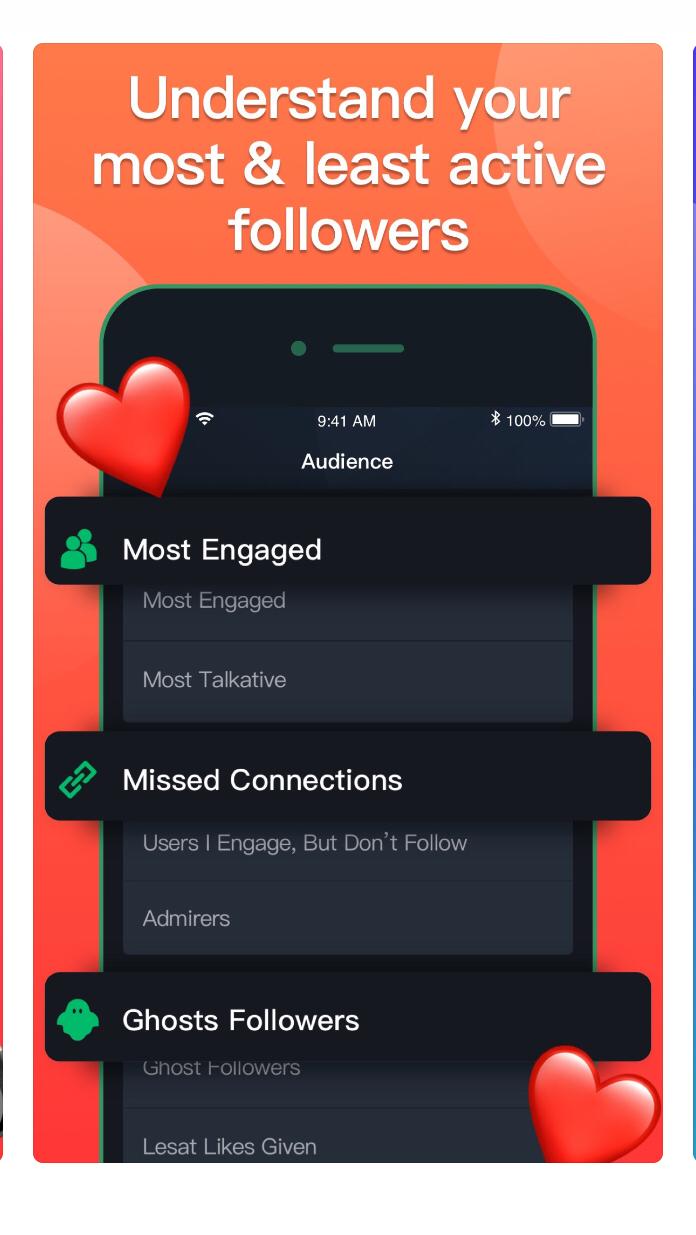 Understand your
most & least active
followers
9:41 AM
100%
Audience
Most Engaged
Most Engaged
Most Talkative
Missed Connections
Users I Engage, But Don't Follow
Admirers
Ghosts Followers
Ghost Followers
Lesat Likes Given